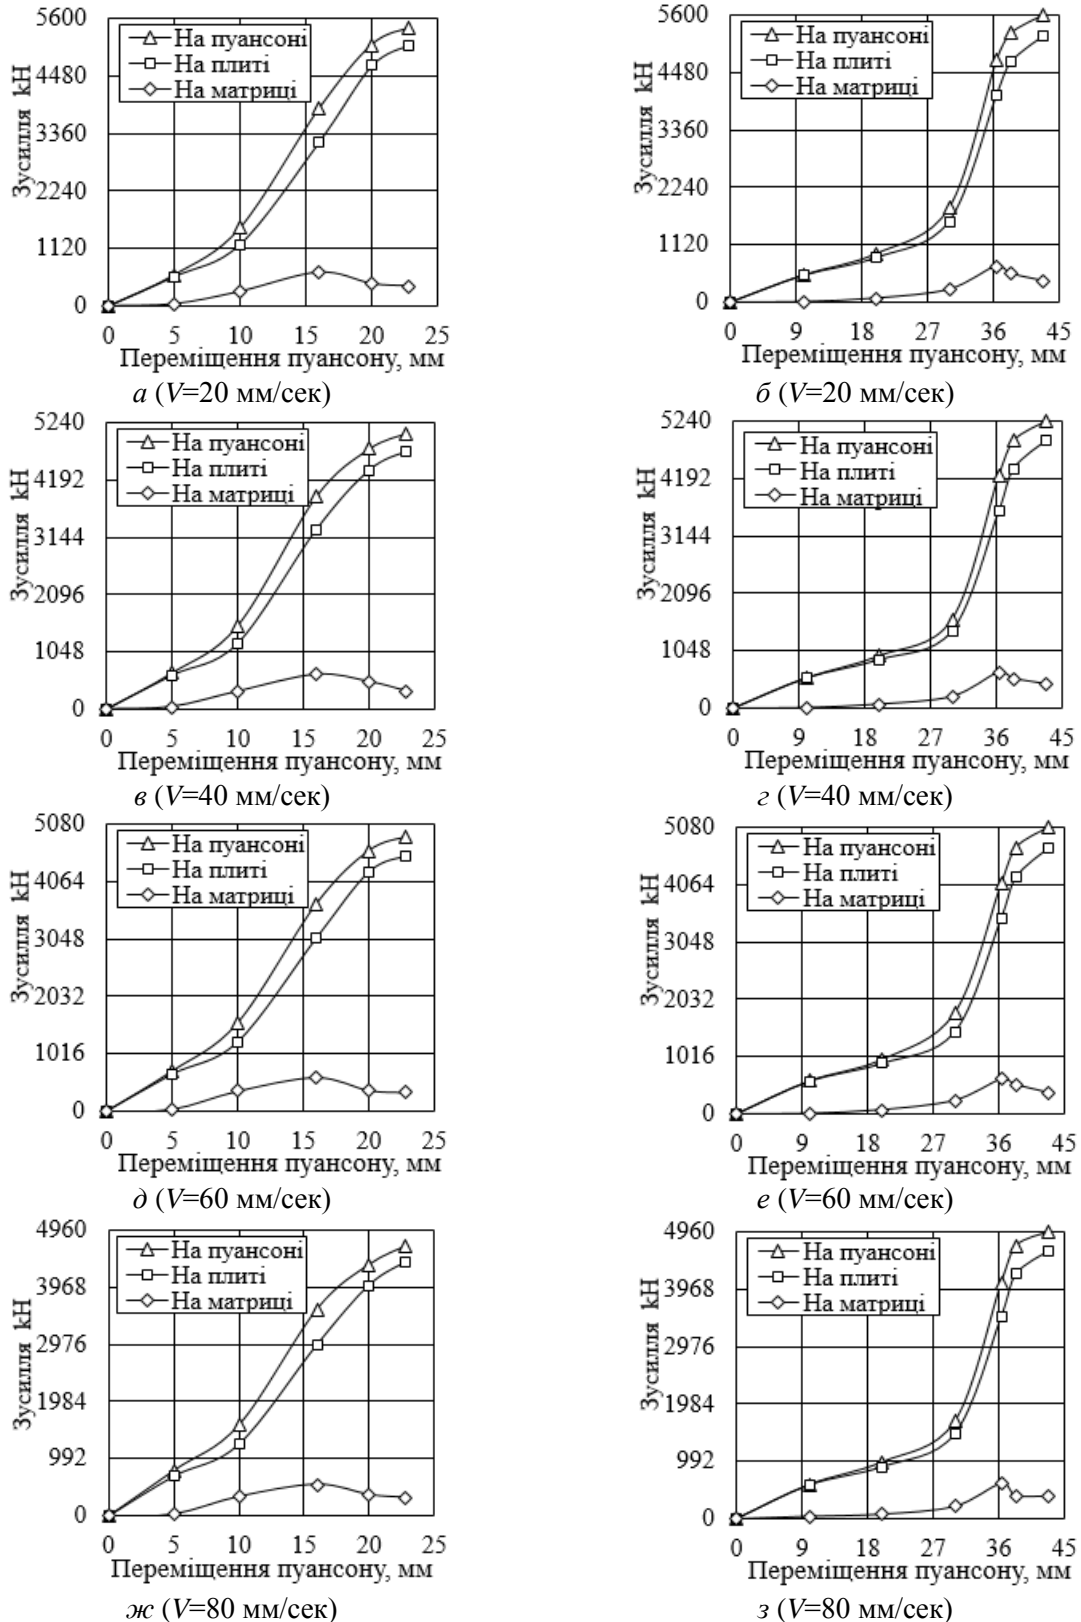 5600
4480
3360
2240
1120
0
Зусилля кН
На пуансоні
На плиті
На матриці
0 5 10 15 20 25
Переміщення пуансону, мм
а (V=20 мм/сек)
5600
4480
3360
2240
1120
0
Зусилля кН
На пуансоні
На плиті
На матриці
0 9 18 27 36 45
Переміщення пуансону, мм
б (V=20 мм/сек)
5240
4192
3144
2096
1048
0
Зусилля кН
На пуансоні
На плиті
На матриці
0 5 10 15 20 25
Переміщення пуансону, мм
в (V=40 мм/сек)
5240
4192
3144
2096
1048
0
Зусилля кН
На пуансоні
На плиті
На матриці
0 9 18 27 36 45
Переміщення пуансону, мм
г (V=40 мм/сек)
5080
4064
3048
2032
1016
0
Зусилля кН
На пуансоні
На плиті
На матриці
0 5 10 15 20 25
Переміщення пуансону, мм
д (V=60 мм/сек)
5080
4064
3048
2032
1016
0
Зусилля кН
На пуансоні
На плиті
На матриці
0 9 18 27 36 45
Переміщення пуансону, мм
е (V=60 мм/сек)
4960
3968
2976
1984
992
0
Зусилля кН
На пуансоні
На плиті
На матриці
0 5 10 15 20 25
Переміщення пуансону, мм
ж (V=80 мм/сек)
4960
3968
2976
1984
992
0
Зусилля кН
На пуансоні
На плиті
На матриці
0 9 18 27 36 45
Переміщення пуансону, мм
з (V=80 мм/сек)